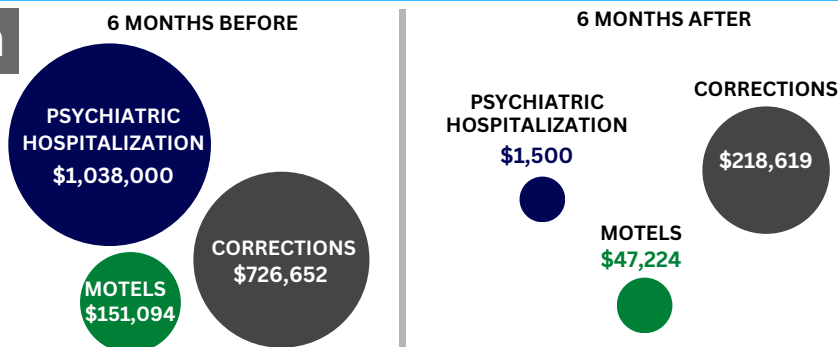 6 MONTHS BEFORE
PSYCHIATRIC
HOSPITALIZATION
$1,038,000
CORRECTIONS
$726,652
MOTELS
$151,094
6 MONTHS AFTER
PSYCHIATRIC
HOSPITALIZATION
$1,500
CORRECTIONS
$218,619
MOTELS
$47,224